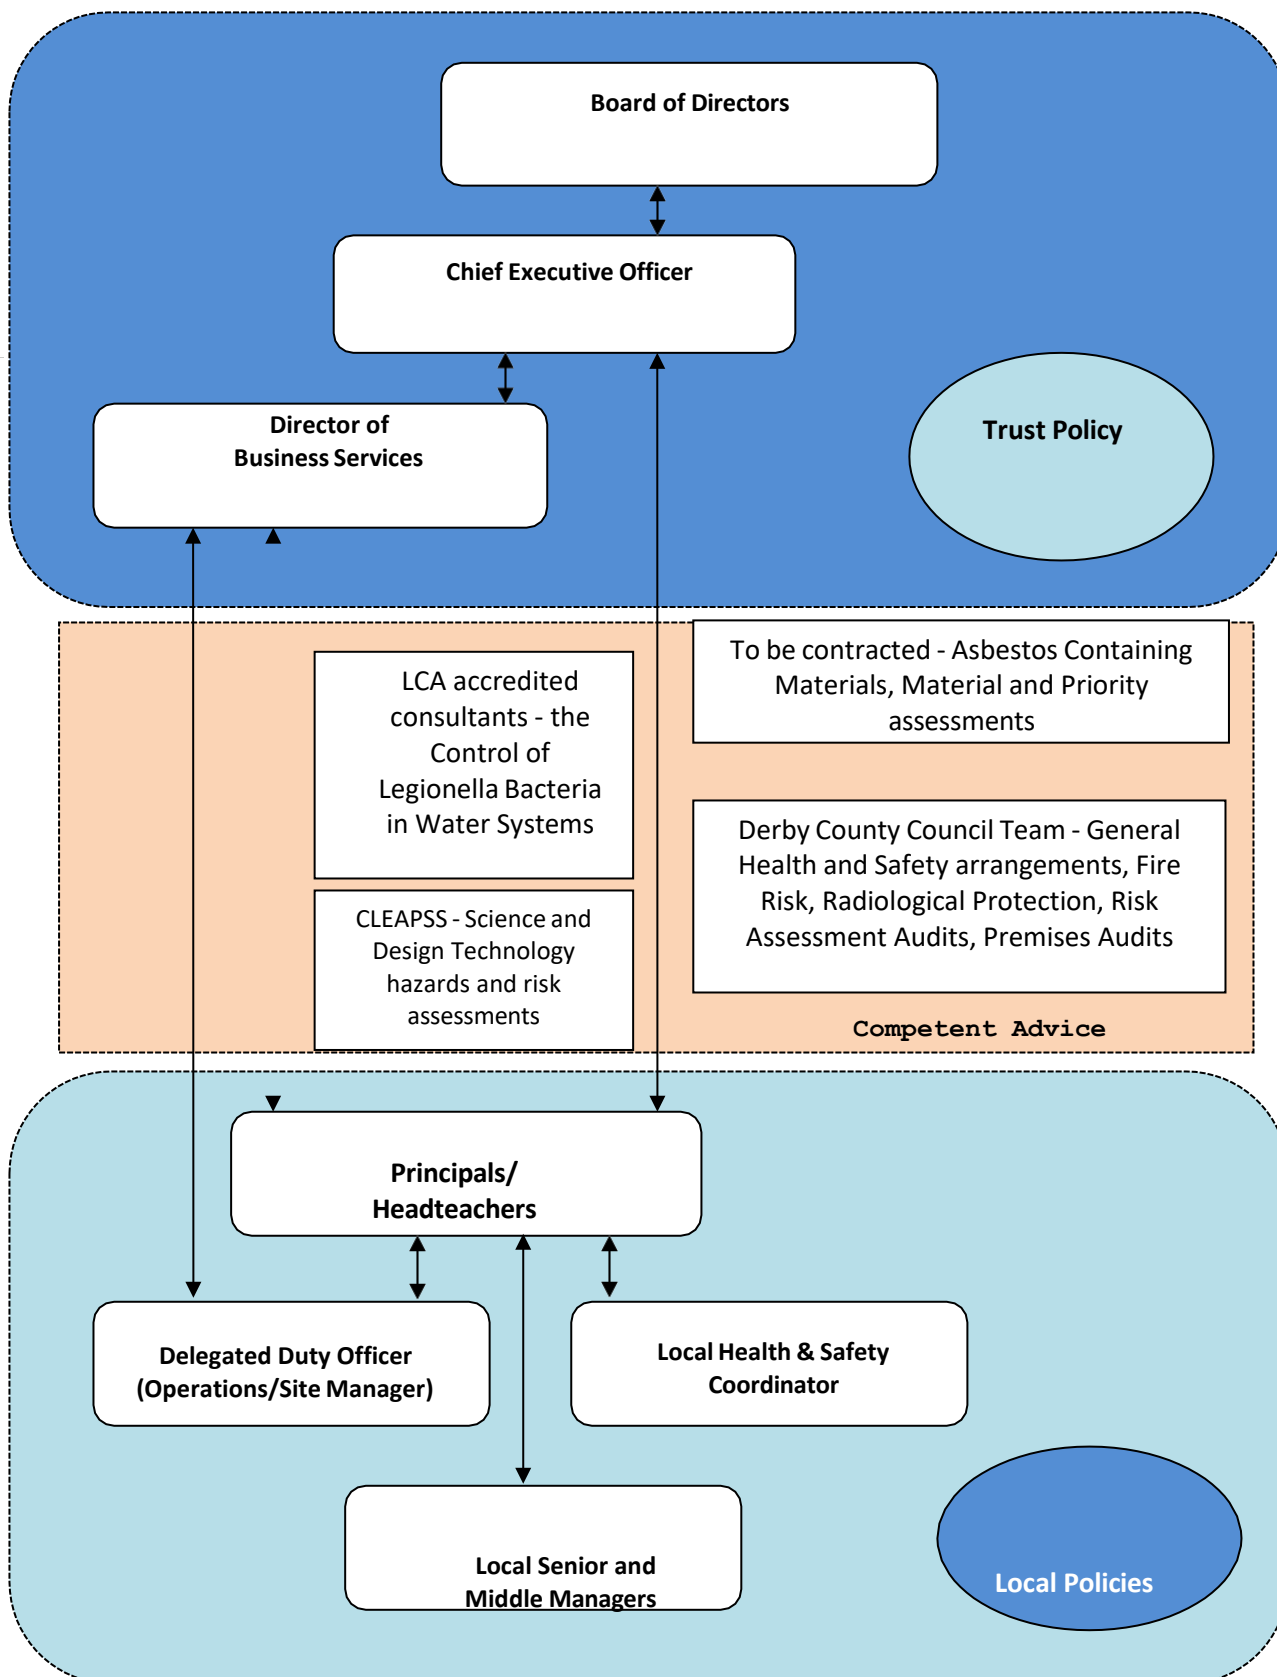 Board of Directors
Chief Executive Officer
Director of
Business Services
Trust Policy
LCA accredited
consultants - the
Control of
Legionella Bacteria
in Water Systems
To be contracted - Asbestos Containing
Materials, Material and Priority
assessments
CLEAPSS - Science and
Design Technology
hazards and risk
assessments
Derby County Council Team - General
Health and Safety arrangements, Fire
Risk, Radiological Protection, Risk
Assessment Audits, Premises Audits
Competent Advice
Principals/
Headteachers
Delegated Duty Officer
(Operations/Site Manager)
Local Health & Safety
Coordinator
Local Senior and
Middle Managers
Local Policies